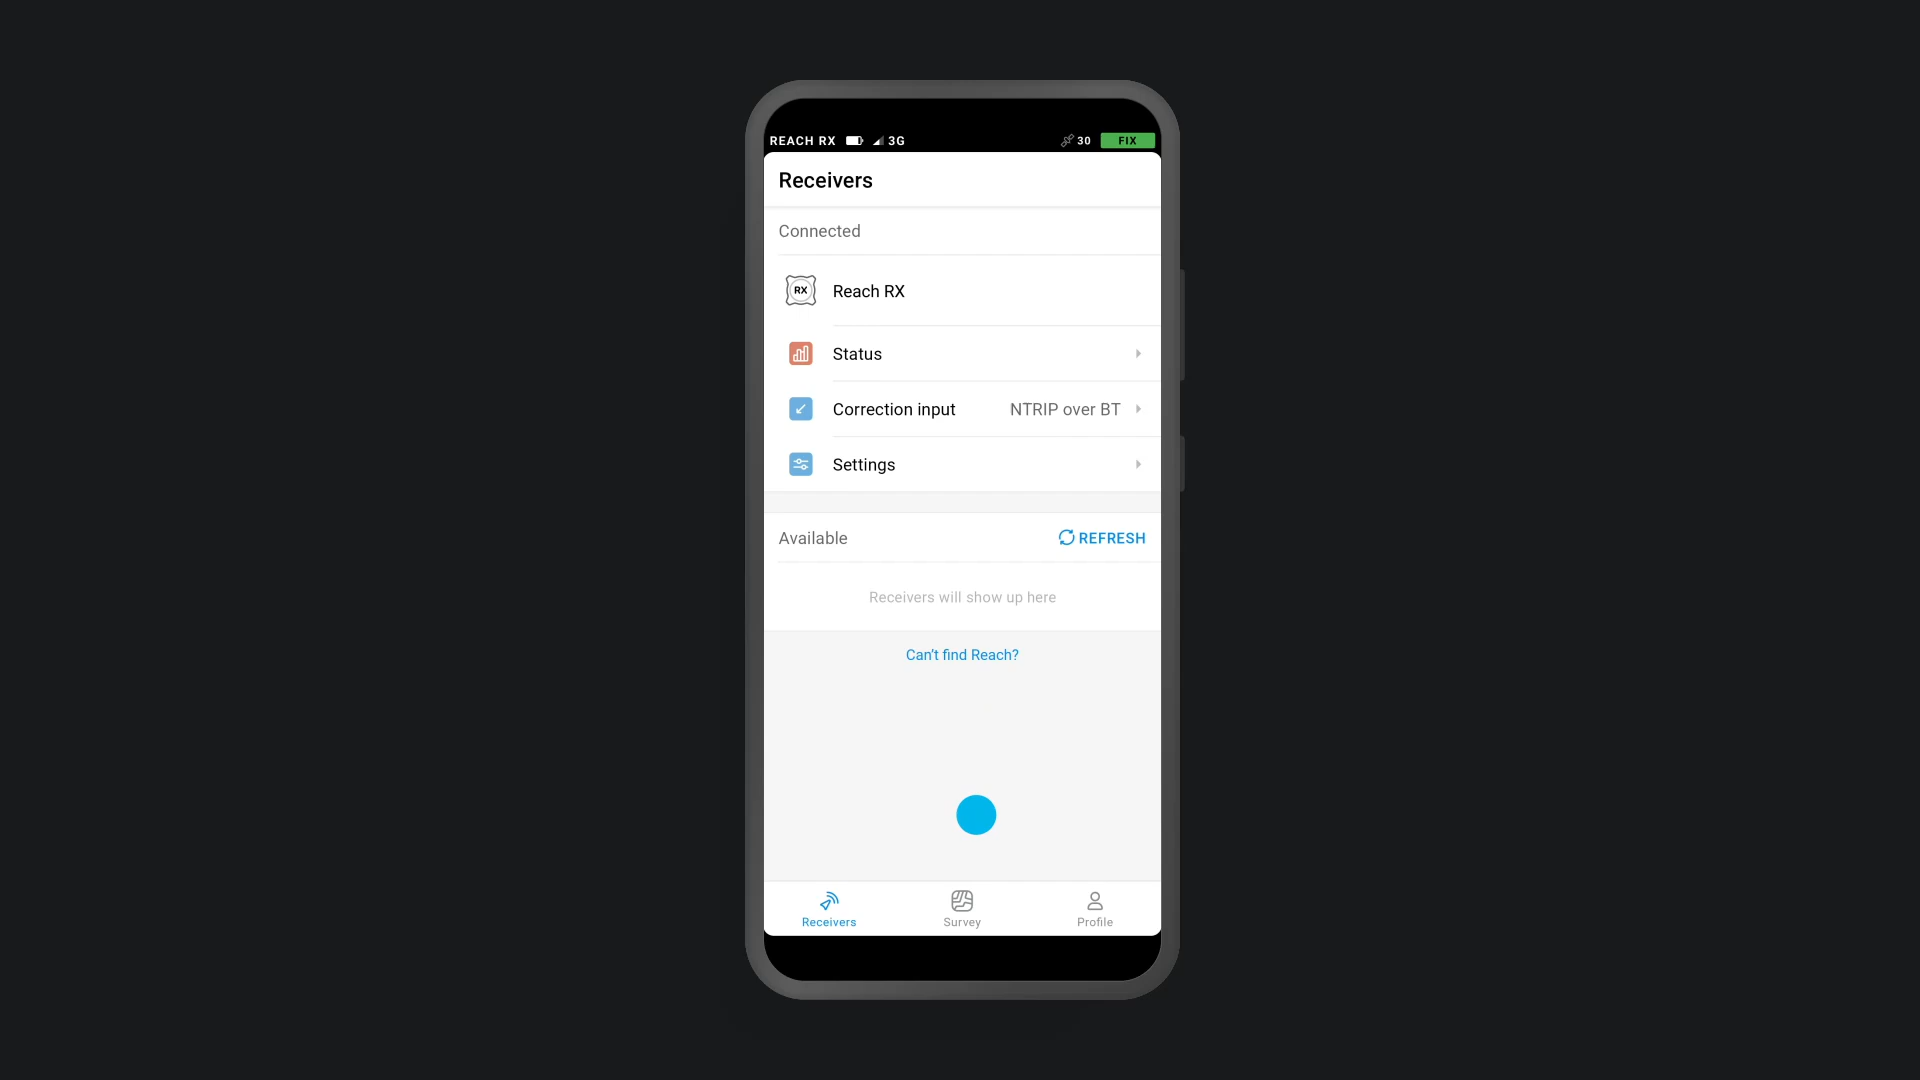 REACH RX 3G 30 FIX
Receivers
Connected
RX Reach RX
Status
Correction input NTRIP over BT
Settings
Available REFRESH
Receivers will show up here
Can't find Reach?
Receivers Survey Profile